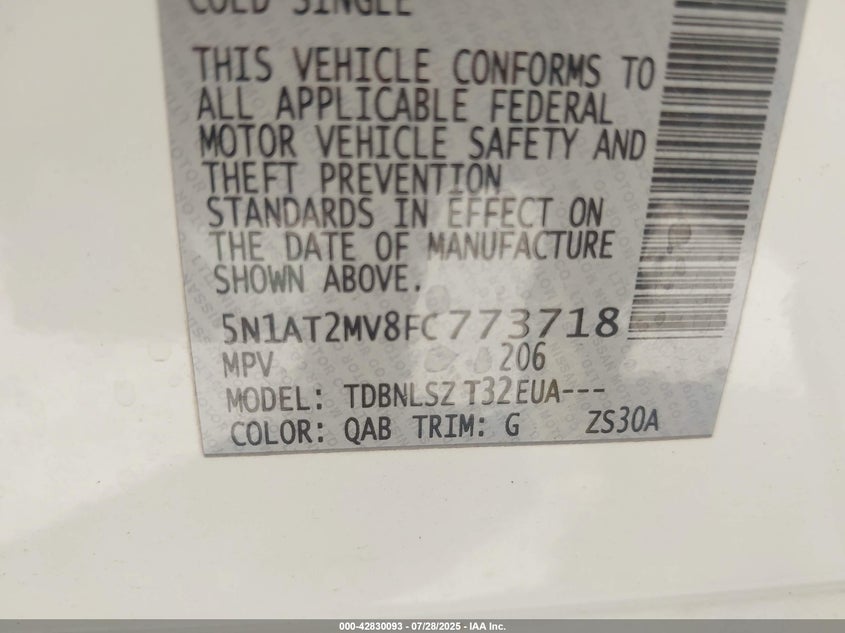 COLD SINGLE
THIS VEHICLE CONFORMS TO
ALL APPLICABLE FEDERAL
MOTOR VEHICLE SAFETY AND
THEFT PREVENTION
STANDARDS IN EFFECT ON
THE DATE OF MANUFACTURE
SHOWN ABOVE.
5N1AT2MV8FC773718
MPV 206
MODEL: TDBNLSZ T32EUA---
COLOR: QAB TRIM: G ZS30A
000-42830093 - 07/28/2025 - IAA Inc.